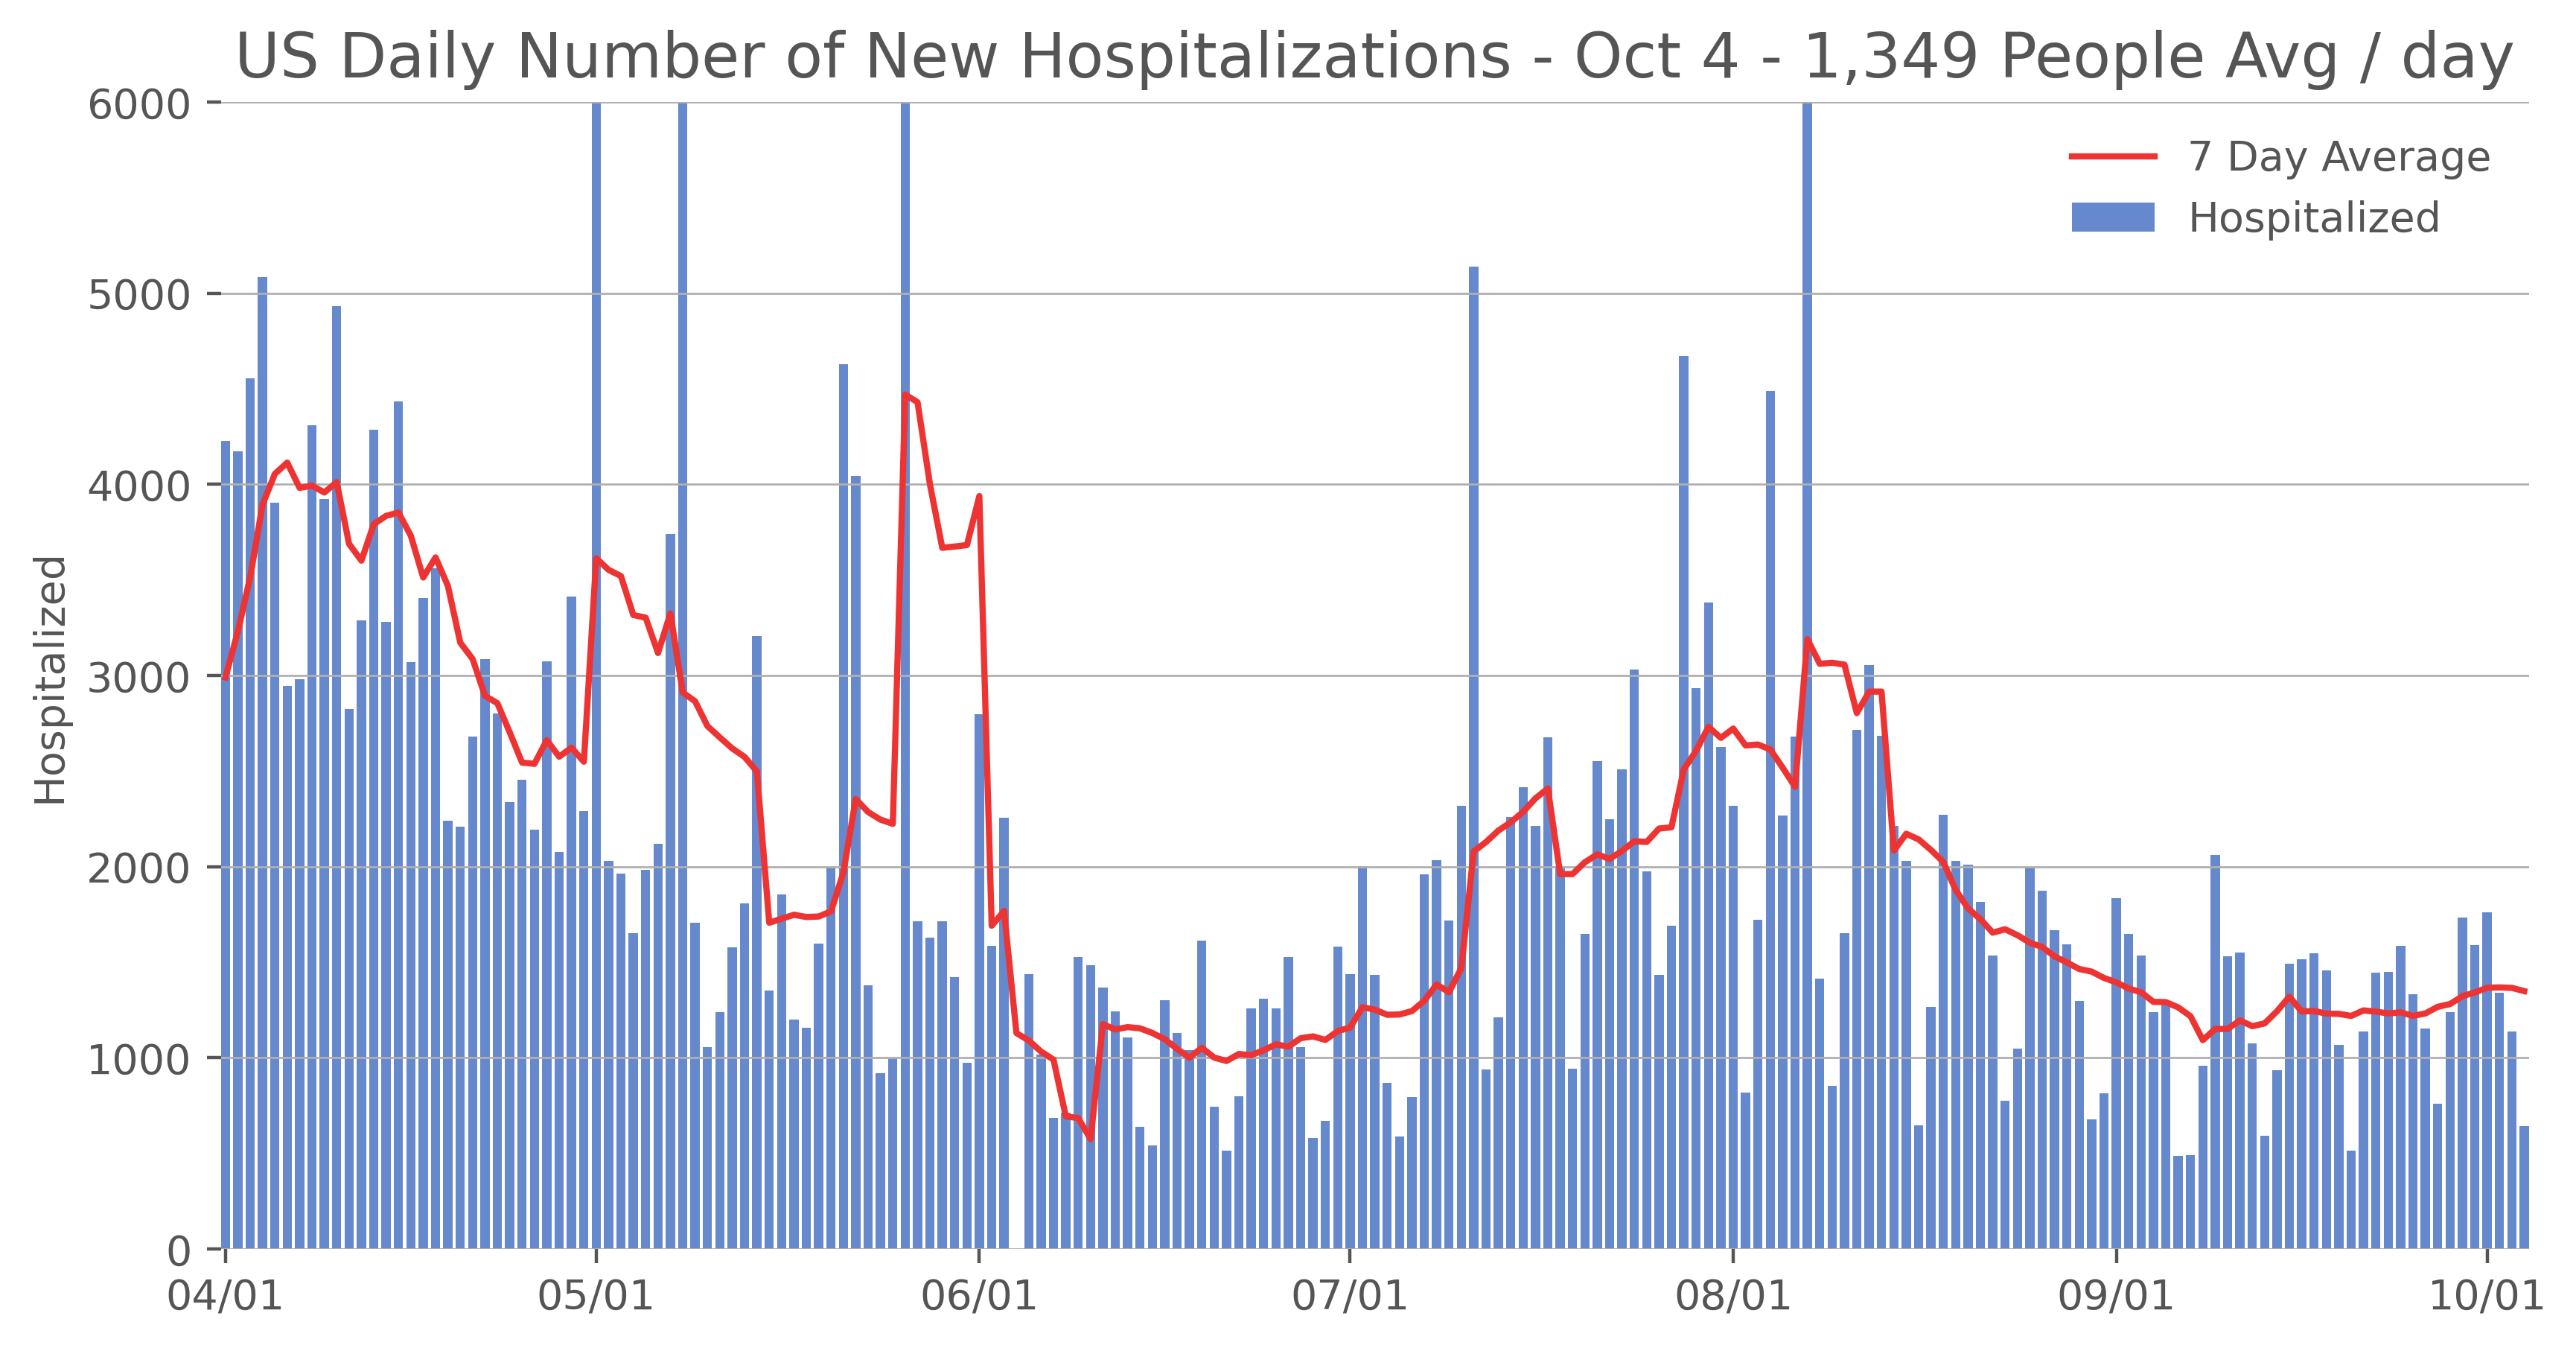 US Daily Number of New Hospitalizations - Oct 4 - 1,349 People Avg / day
6000
7 Day Average
Hospitalized
5000
4000
Hospitalized
3000
2000
1000
0
04/01 05/01 06/01 07/01 08/01 09/01 10/01